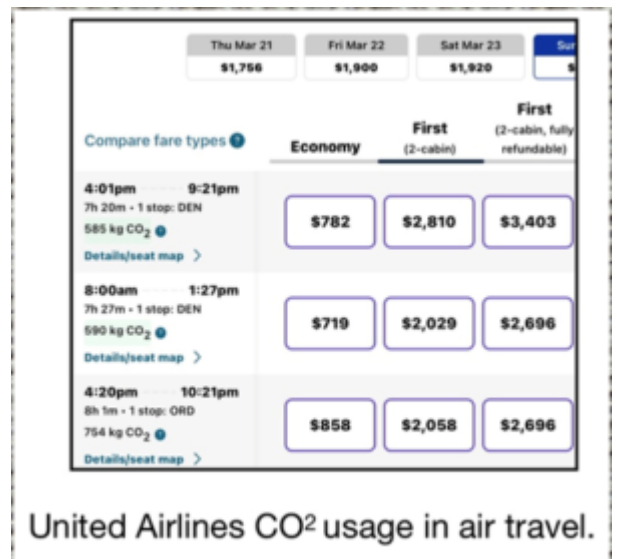 Thu Mar 21 Fri Mar 22 Sat Mar 23 Sun
$1,756 $1,900 $1,920 $
First
First (2-cabin, fully
Compare fare types ? Economy (2-cabin) refundable)
4:01pm 9:21pm
7h 20m • 1 stop: DEN
$782 $2,810 $3,403
585 kg CO2 ?
Details/seat map >
8:00am 1:27pm
7h 27m • 1 stop: DEN
$719 $2,029 $2,696
590 kg CO2 ?
Details/seat map >
4:20pm 10:21pm
8h 1m • 1 stop: ORD
$858 $2,058 $2,696
754 kg CO2 ?
Details/seat map >
United Airlines CO² usage in air travel.